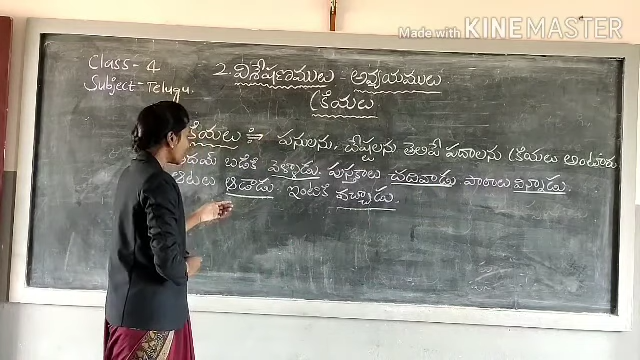 Made with KINEMASTER
Class - 4
Subject - Telugu.
2. విశేషణములు - అవ్యయములు
క్రియలు
క్రియలు :- పనులను, చేష్టలను తెలిపే పదాలను క్రియలు అంటారు
బడికి వెళ్ళాడు. పుస్తకాలు చదివాడు పాఠాలు విన్నాడు.
ఆటలు ఆడాడు. ఇంటికి వచ్చాడు.